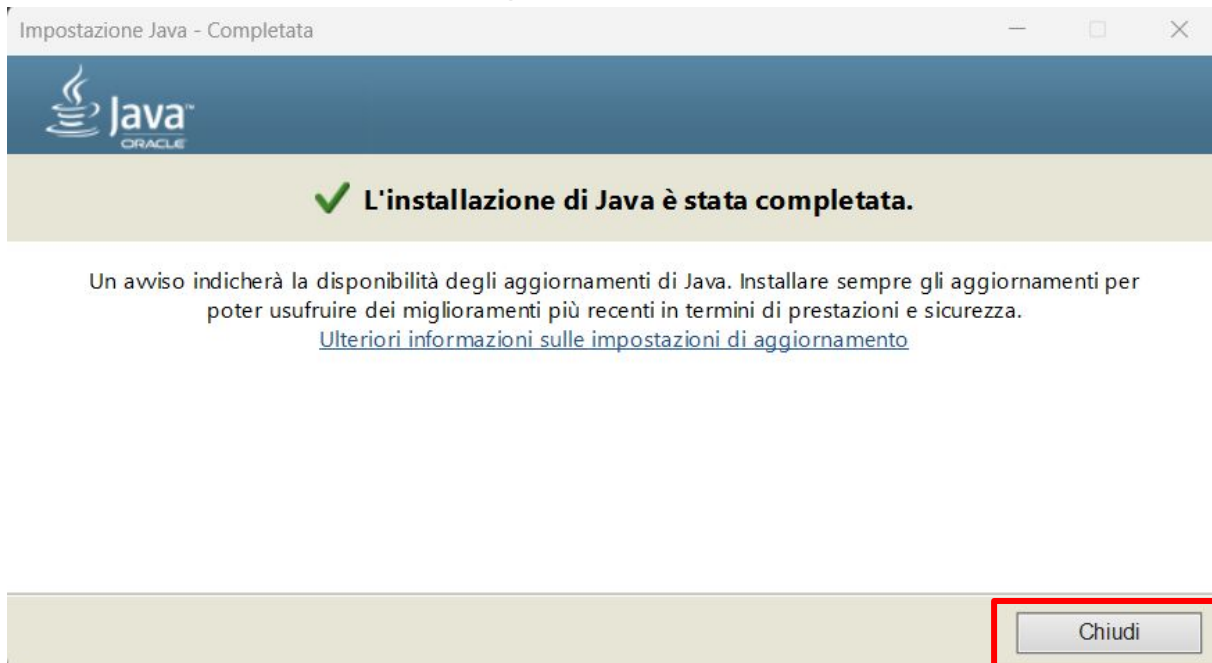 Impostazione Java - Completata
Java™
ORACLE
L'installazione di Java è stata completata.
Un avviso indicherà la disponibilità degli aggiornamenti di Java. Installare sempre gli aggiornamenti per
poter usufruire dei miglioramenti più recenti in termini di prestazioni e sicurezza.
Ulteriori informazioni sulle impostazioni di aggiornamento
Chiudi